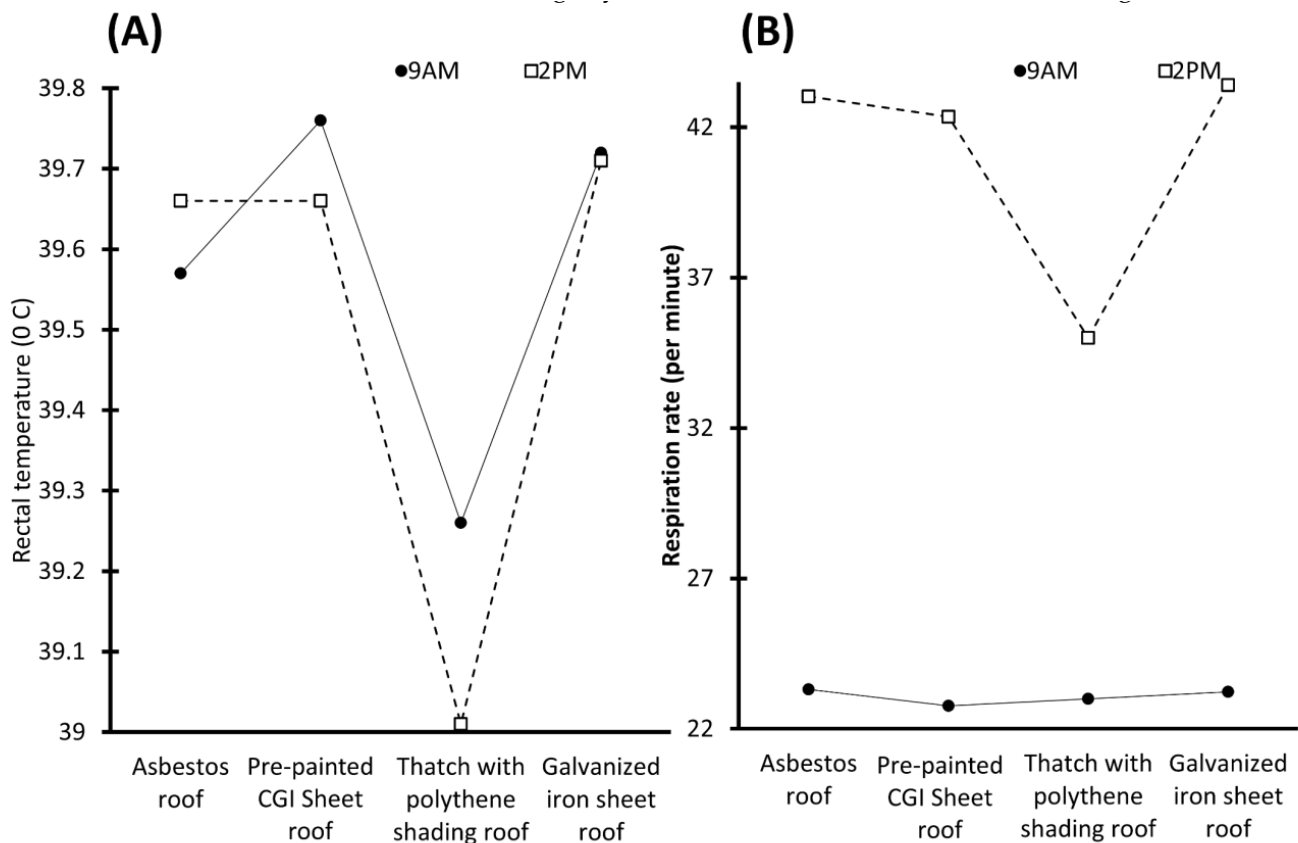 (A)
9AM
2PM
Rectal temperature (0 C)
39.8
39.7
39.6
39.5
39.4
39.3
39.2
39.1
39
Asbestos
roof
Pre-painted
CGI Sheet
roof
Thatch with
polythene
shading roof
Galvanized
iron sheet
roof
(B)
9AM
2PM
Respiration rate (per minute)
42
37
32
27
22
Asbestos
roof
Pre-painted
CGI Sheet
roof
Thatch with
polythene
shading roof
Galvanized
iron sheet
roof